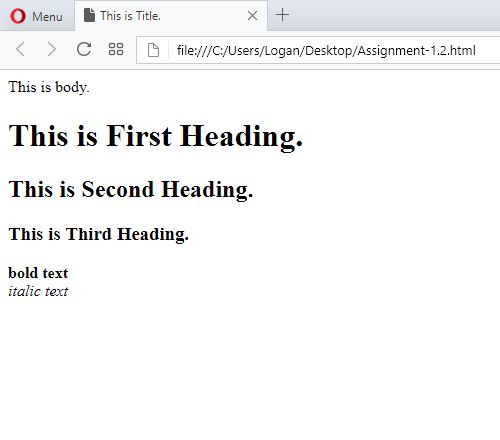 Menu
This is Title.
file:///C:/Users/Logan/Desktop/Assignment-1.2.html
This is body.
This is First Heading.
This is Second Heading.
This is Third Heading.
bold text
italic text